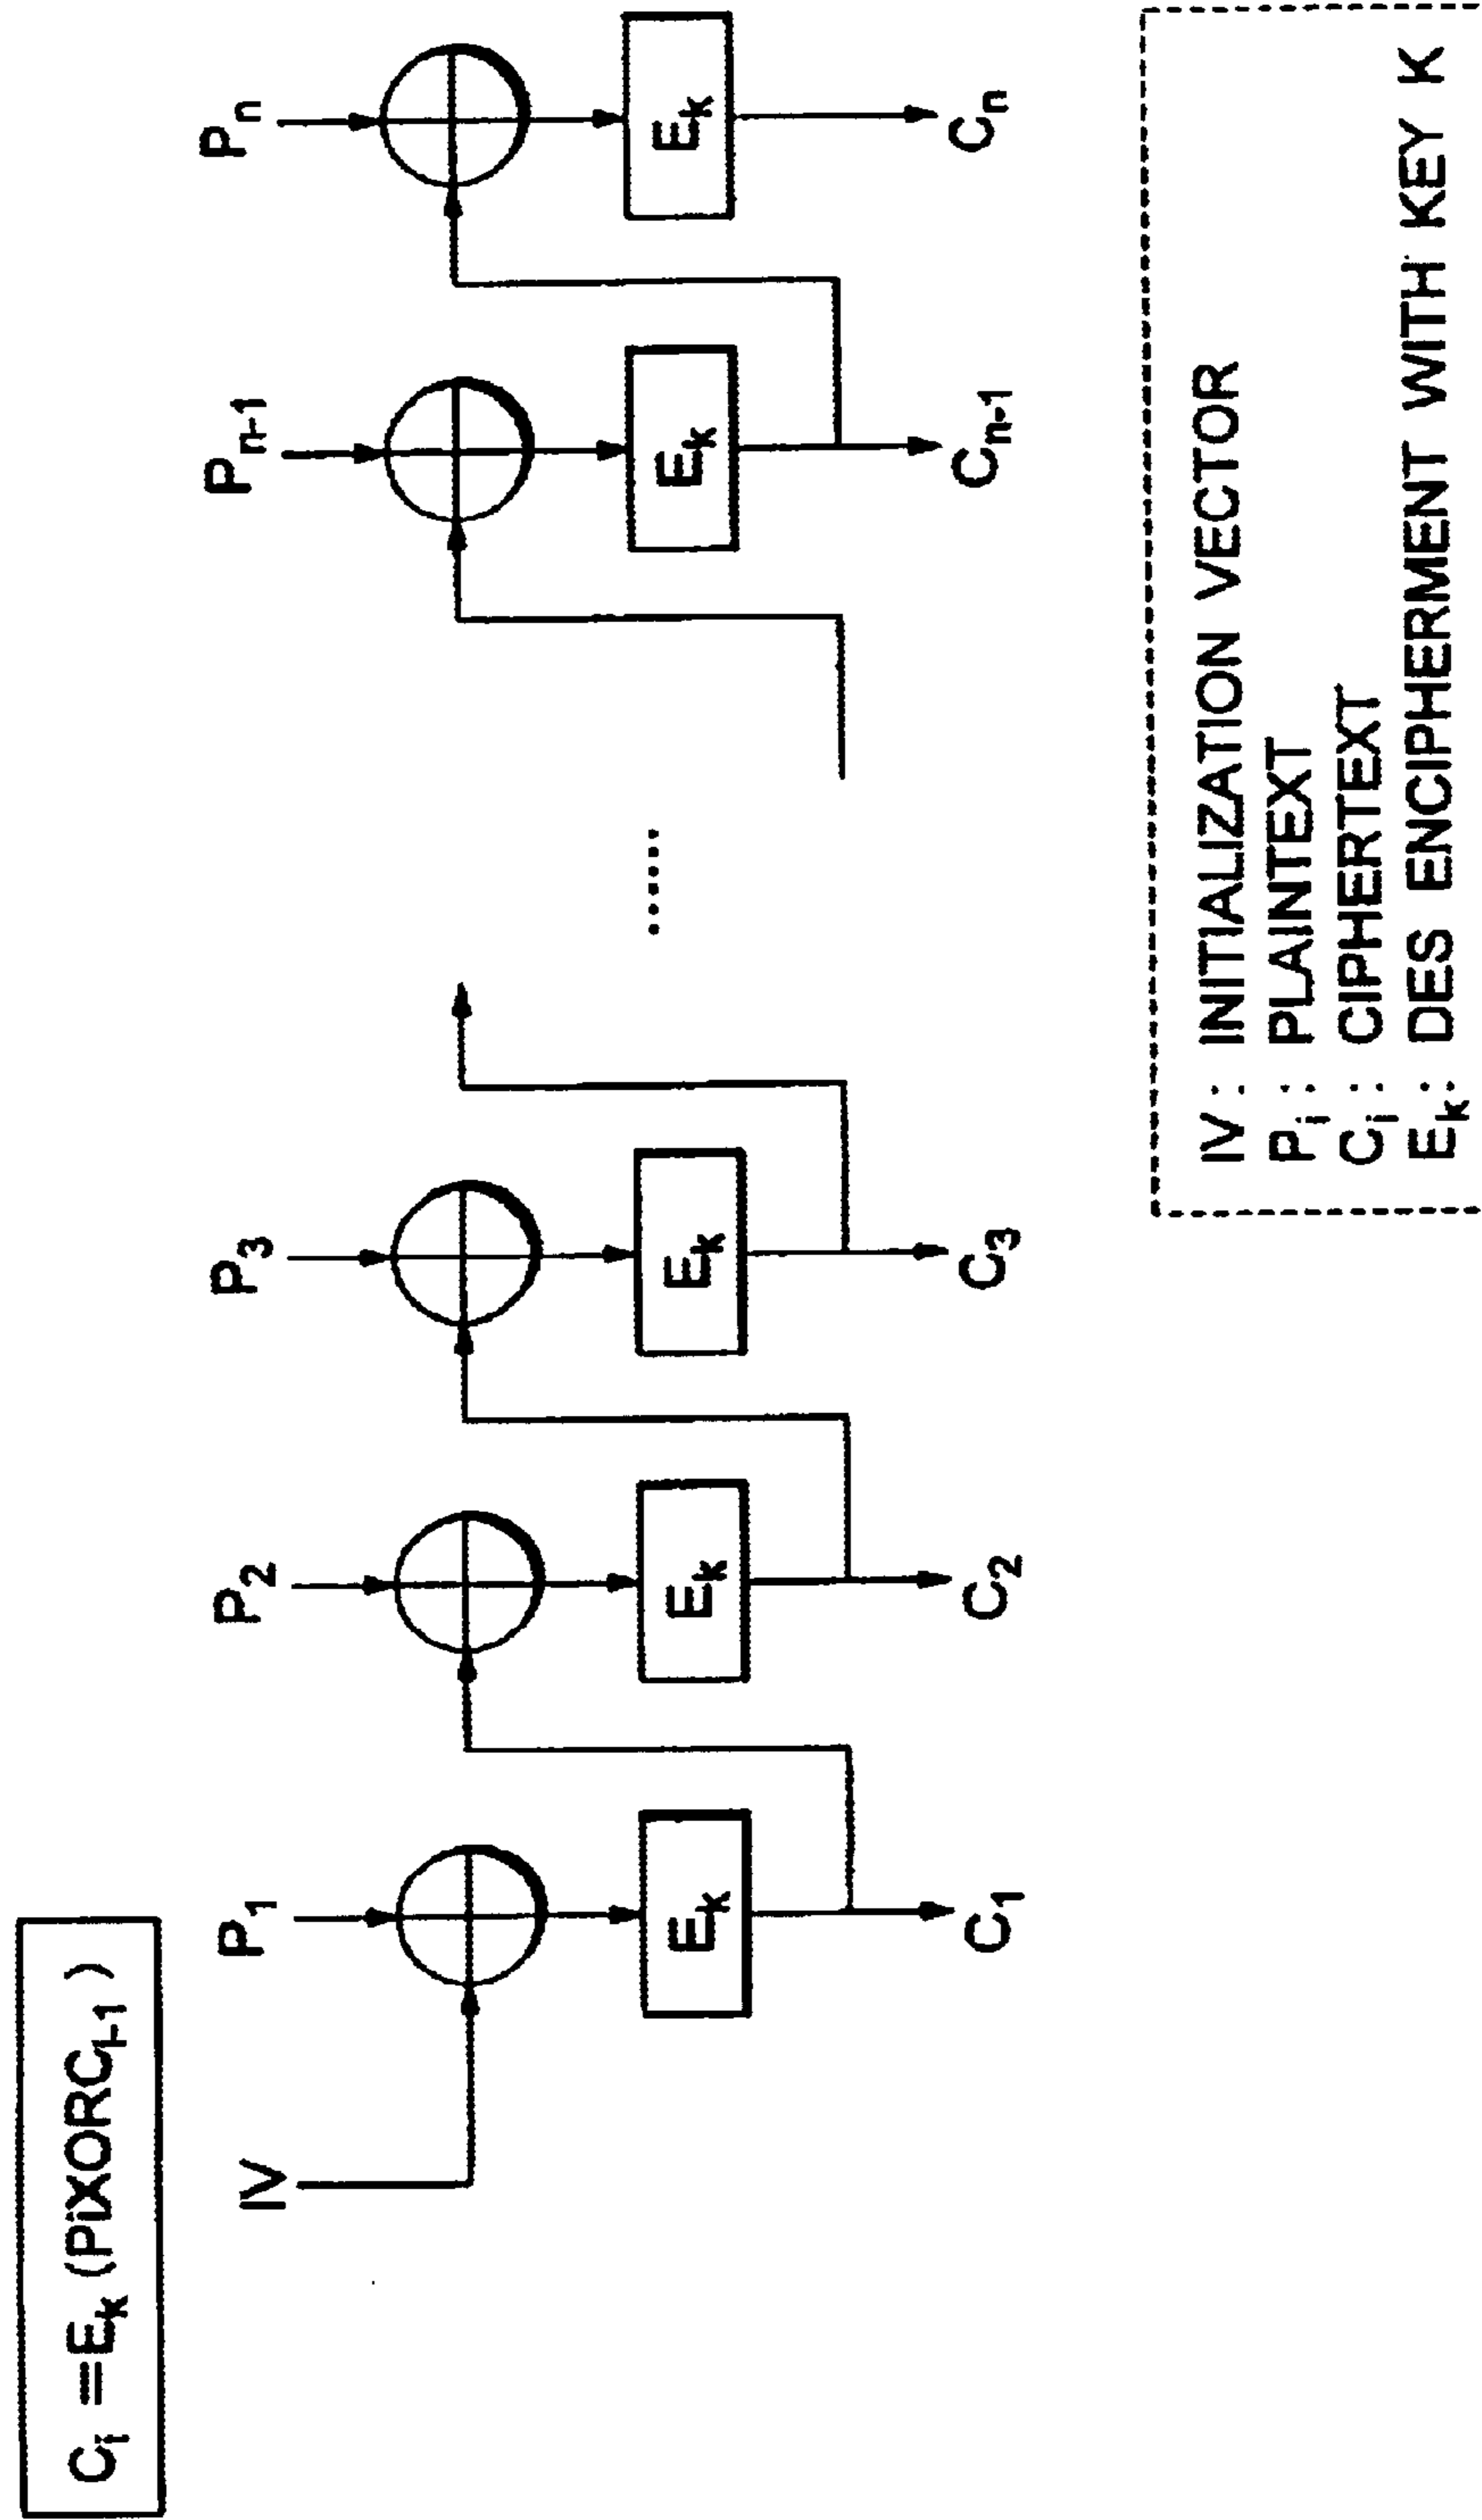 Ci =Ek (PiXORCi-1 )
IV P1 P2 P3 Pn-1 Pn
Ek Ek Ek ..... Ek Ek
C1 C2 C3 Cn-1 Cn
IV : INITIALIZATION VECTOR
Pi : PLAINTEXT
Ci : CIPHERTEXT
Ek : DES ENCIPHERMENT WITH KEY K